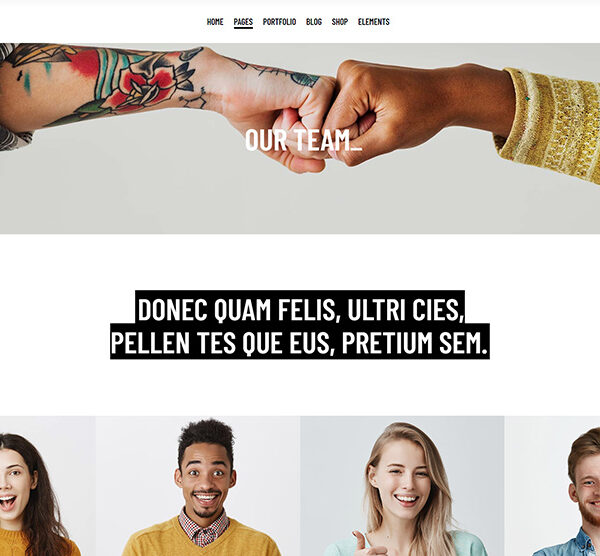 HOME PAGES PORTFOLIO BLOG SHOP ELEMENTS
OUR TEAM_
DONEC QUAM FELIS, ULTRI CIES,
PELLEN TES QUE EUS, PRETIUM SEM.